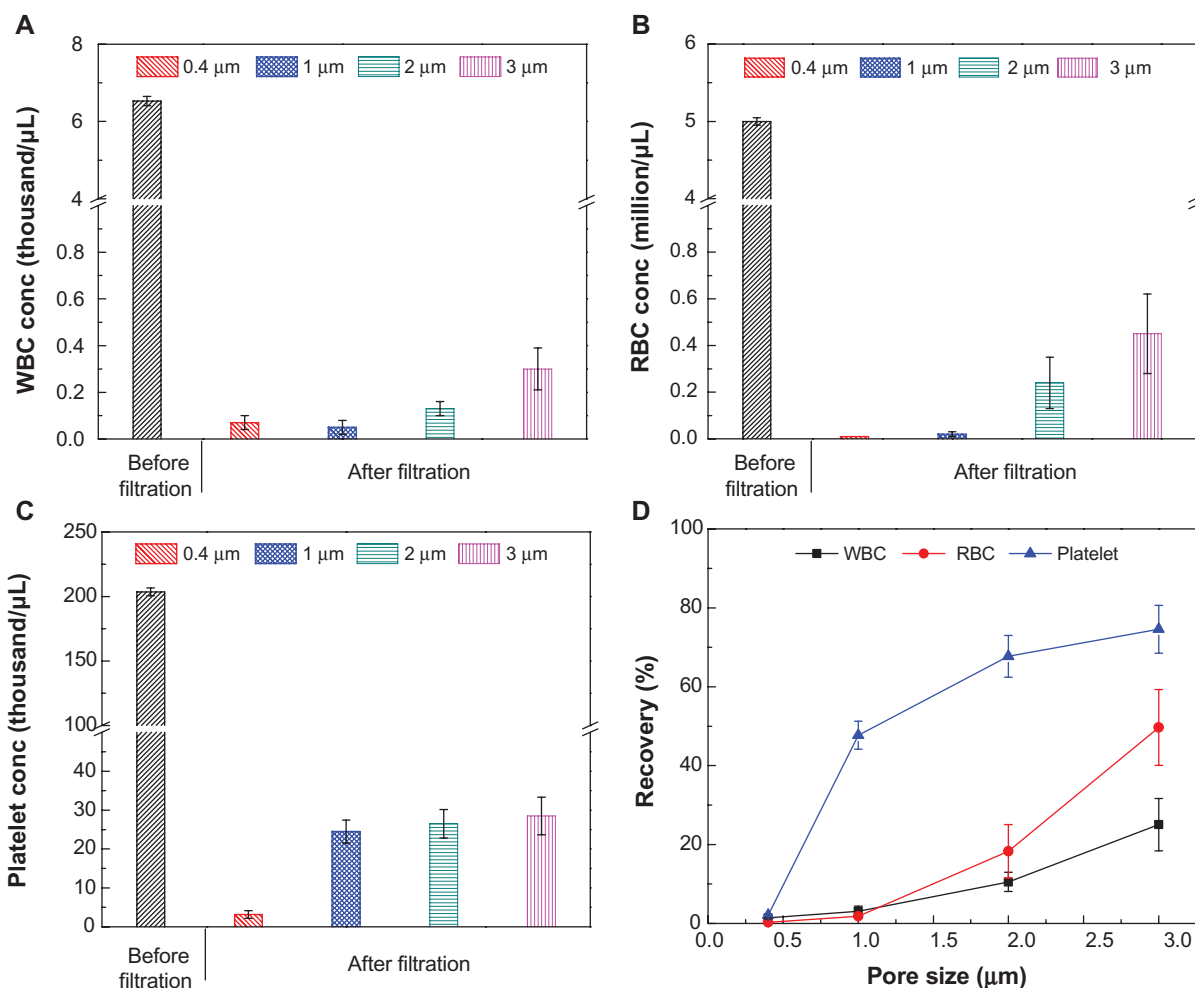 A
WBC conc (thousand/µL)
8
6
4
0.8
0.6
0.4
0.2
0.0
0.4 µm
1 µm
2 µm
3 µm
Before
filtration
After filtration
B
RBC conc (million/µL)
6
5
4
0.8
0.6
0.4
0.2
0.0
0.4 µm
1 µm
2 µm
3 µm
Before
filtration
After filtration
C
Platelet conc (thousand/µL)
250
200
150
100
50
40
30
20
10
0
0.4 µm
1 µm
2 µm
3 µm
Before
filtration
After filtration
D
Recovery (%)
100
80
60
40
20
0
WBC
RBC
Platelet
0.0
0.5
1.0
1.5
2.0
2.5
3.0
Pore size (µm)